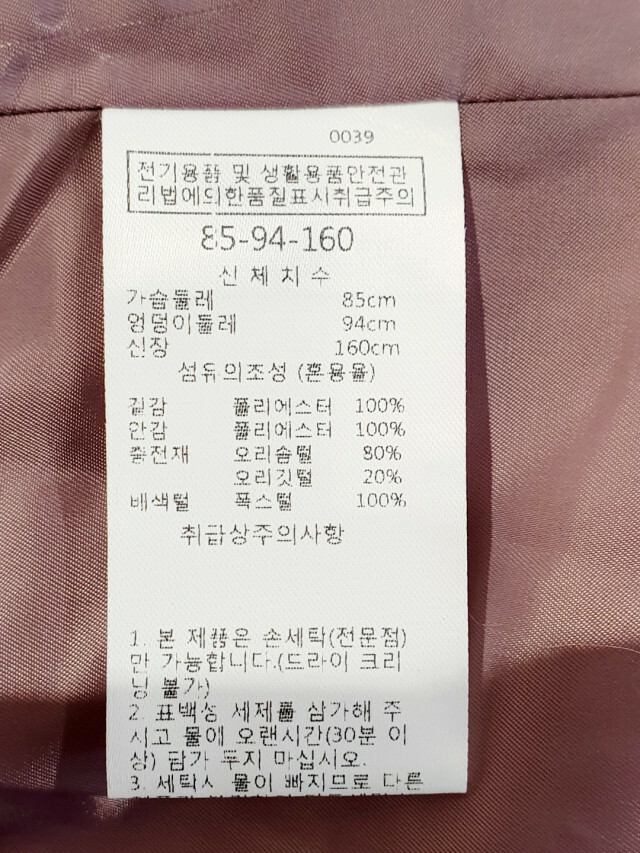 0039
전기용품 및 생활용품안전관
리법에의한품질표시취급주의
85-94-160
신 체 치 수
가슴둘레 85cm
엉덩이둘레 94cm
신장 160cm
섬유의조성 (혼용율)
겉감 폴리에스터 100%
안감 폴리에스터 100%
충전재 오리솜털 80%
오리깃털 20%
배색털 폭스털 100%
취급상주의사항
1. 본 제품은 손세탁(전문점)
만 가능합니다.(드라이 크리
닝 불가)
2. 표백성 세제를 삼가해 주
시고 물에 오랜시간(30분 이
상) 담가 두지 마십시오.
3. 세탁시 물이 빠지므로 다른